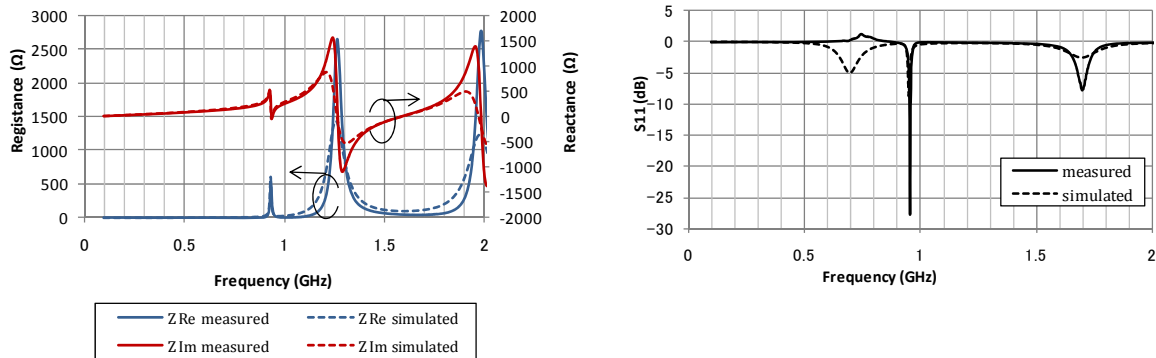 3000
2500
2000
1500
1000
500
0
Registance (Ω)
2000
1500
1000
500
0
-500
-1000
-1500
-2000
Reactance (Ω)
0 0.5 1 1.5 2
Frequency (GHz)
ZRe measured ZRe simulated
ZIm measured ZIm simulated
5
0
−5
−10
−15
−20
−25
−30
S11 (dB)
measured
simulated
0 0.5 1 1.5 2
Frequency (GHz)